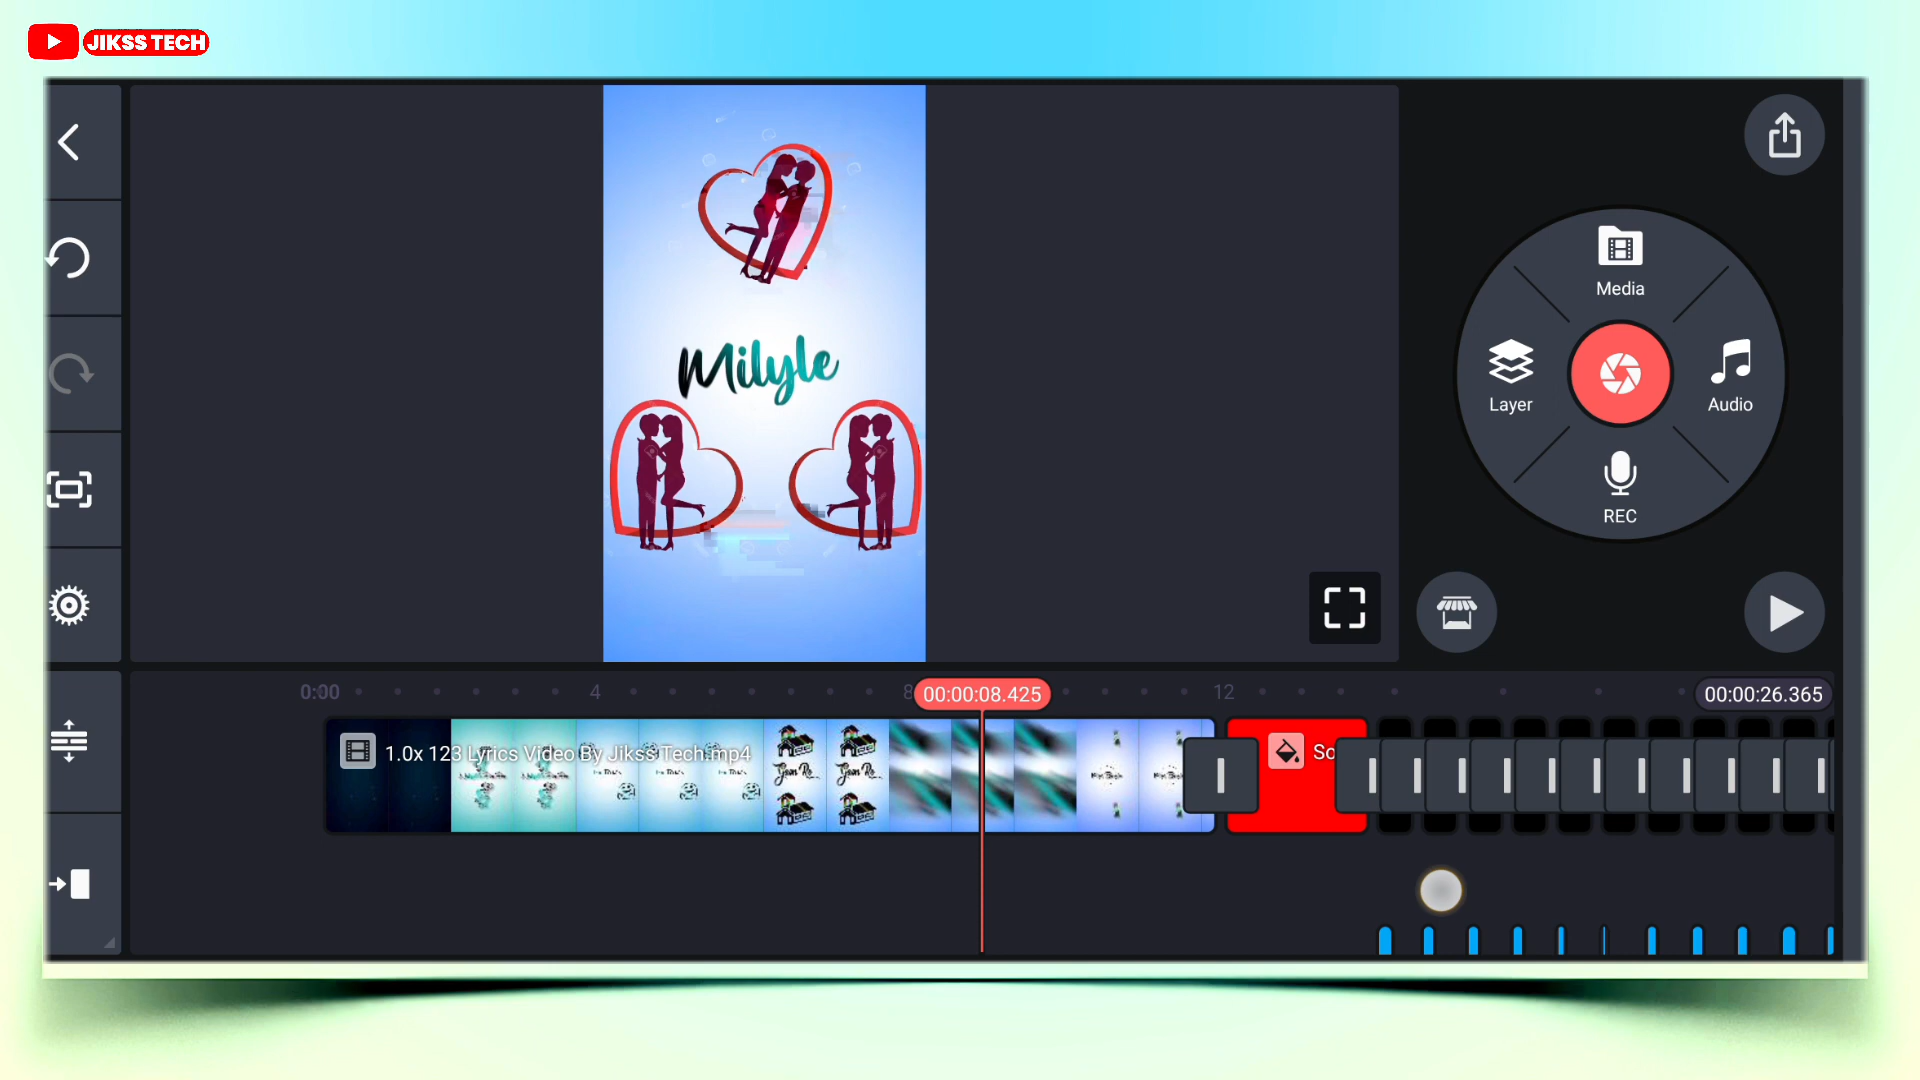 JIKSS TECH
Media
Layer
Audio
REC
Milyle
0:00
4
8
00:00:08.425
12
00:00:26.365
1.0x 123 Lyrics Video By Jikss Tech.mp4
So